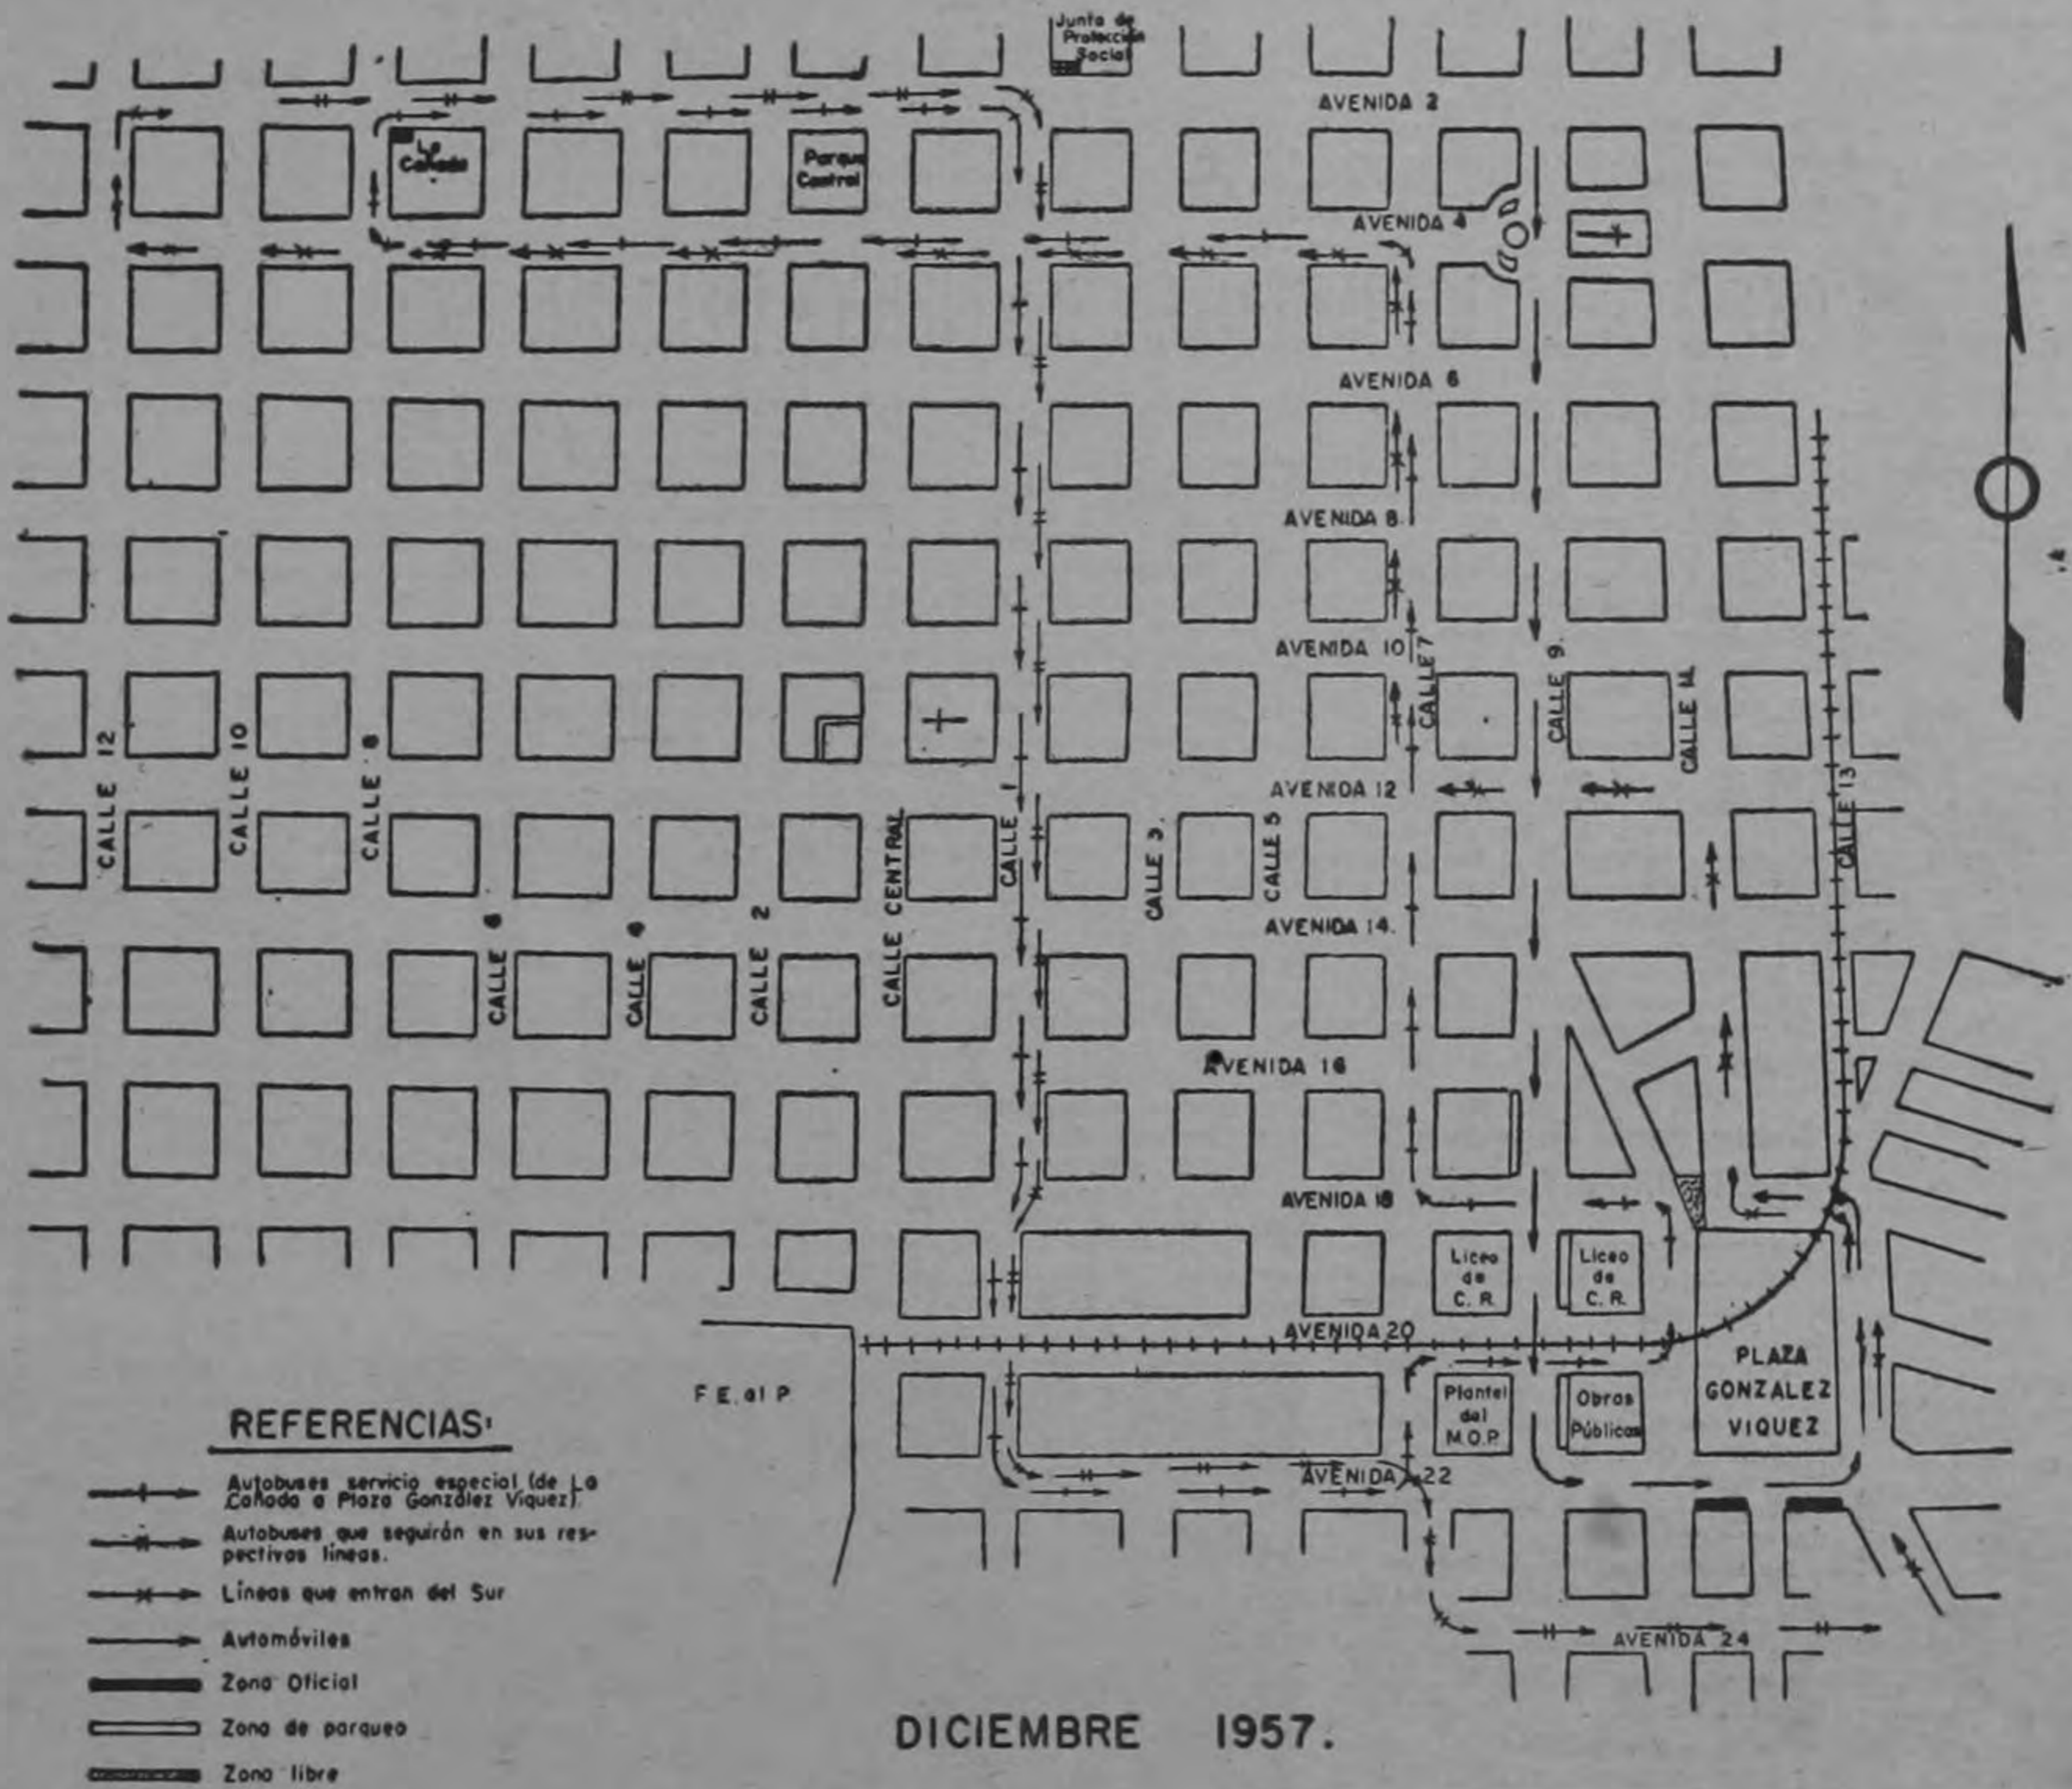 Junta de
Protección
Social
AVENIDA 2
La
Cañada
Parque
Central
AVENIDA 4
AVENIDA 6
AVENIDA 8.
AVENIDA 10
CALLE 7
CALLE 9.
CALLE 11.
CALLE 12
CALLE 10
CALLE 8
AVENIDA 12
CALLE 13
CALLE CENTRAL
CALLE 1
CALLE 3.
CALLE 5
CALLE 6
CALLE 4
CALLE 2
AVENIDA 14.
AVENIDA 16
AVENIDA 18
Liceo
de
C. R.
Liceo
de
C. R.
AVENIDA 20
PLAZA
GONZALEZ
VIQUEZ
F E. al P.
Plantel
del
M.O.P.
Obras
Públicas
AVENIDA 22
AVENIDA 24
REFERENCIAS:
Autobuses servicio especial (de La
Cañada a Plaza González Víquez).
Autobuses que seguirán en sus res-
pectivas líneas.
Líneas que entran del Sur
Automóviles
Zona Oficial
Zona de parqueo
Zona libre
DICIEMBRE 1957.